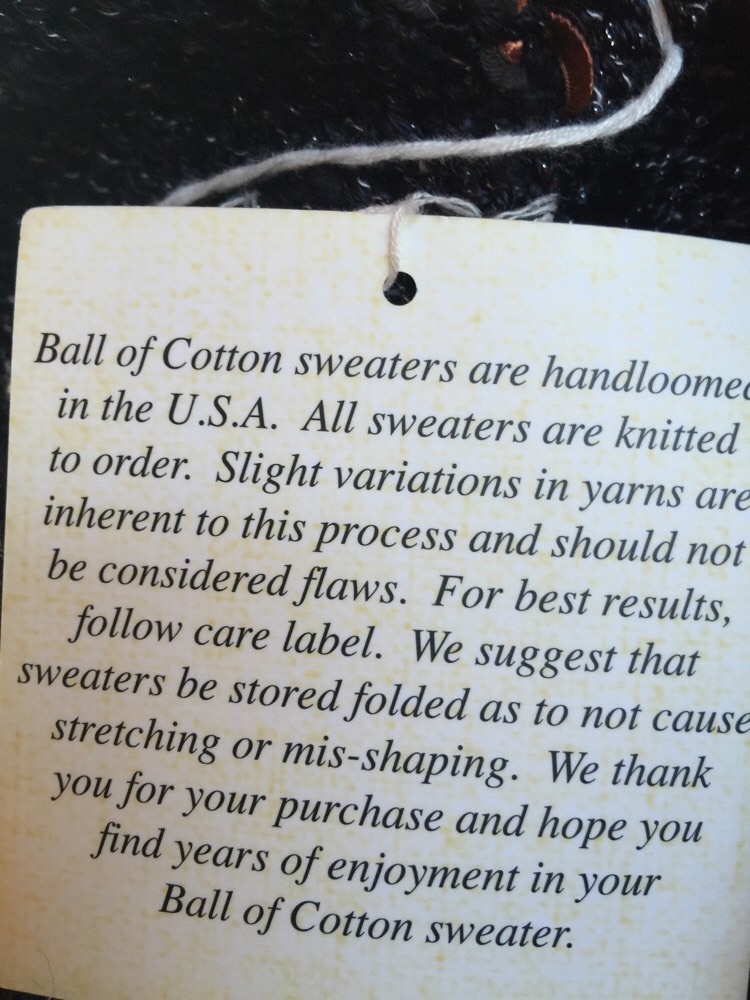 Ball of Cotton sweaters are handloomed
in the U.S.A. All sweaters are knitted
to order. Slight variations in yarns are
inherent to this process and should not
be considered flaws. For best results,
follow care label. We suggest that
sweaters be stored folded as to not cause
stretching or mis-shaping. We thank
you for your purchase and hope you
find years of enjoyment in your
Ball of Cotton sweater.